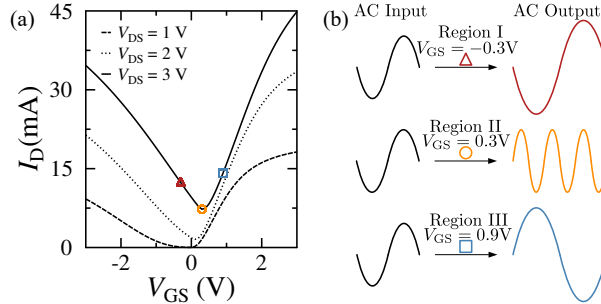 (a)
45
30
15
0
I_D(mA)
V_DS = 1 V
V_DS = 2 V
V_DS = 3 V
-2 0 2
V_GS (V)
(b)
AC Input AC Output
Region I
V_GS = −0.3V
Region II
V_GS = 0.3V
Region III
V_GS = 0.9V